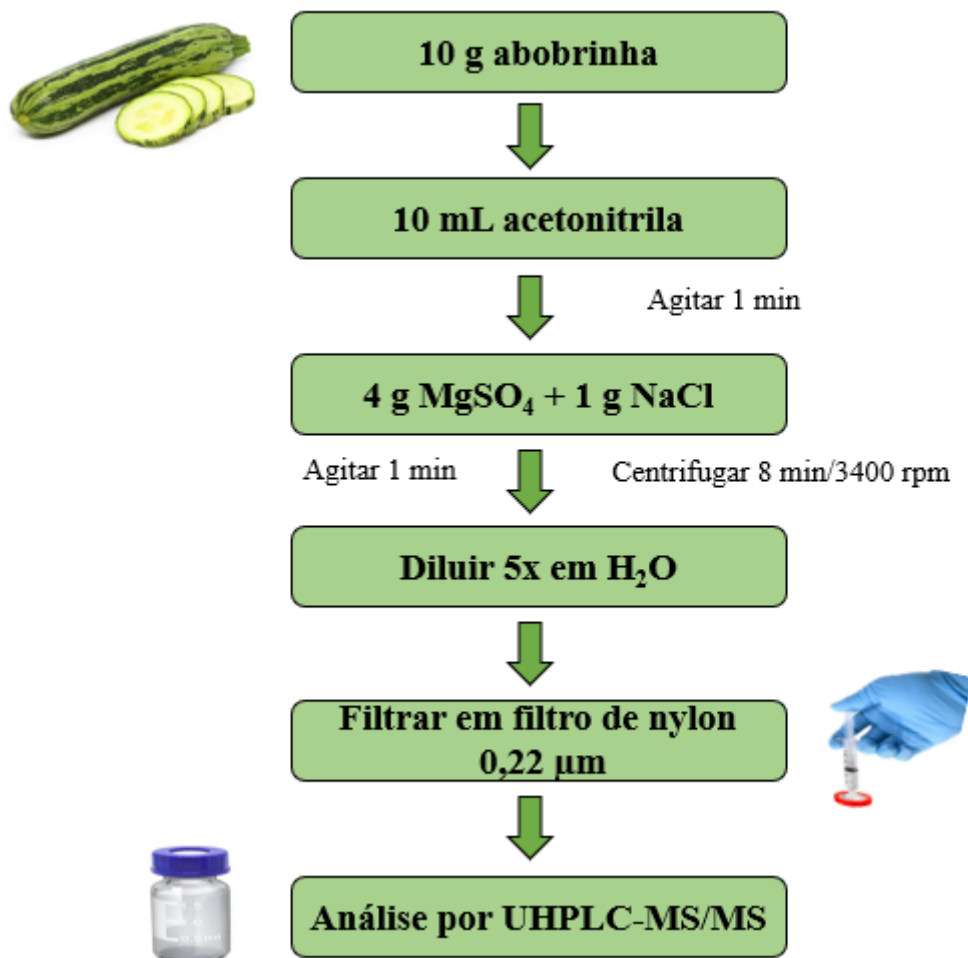 10 g abobrinha
10 mL acetonitrila
Agitar 1 min
4 g MgSO₄ + 1 g NaCl
Agitar 1 min
Centrifugar 8 min/3400 rpm
Diluir 5x em H₂O
Filtrar em filtro de nylon
0,22 µm
Análise por UHPLC-MS/MS